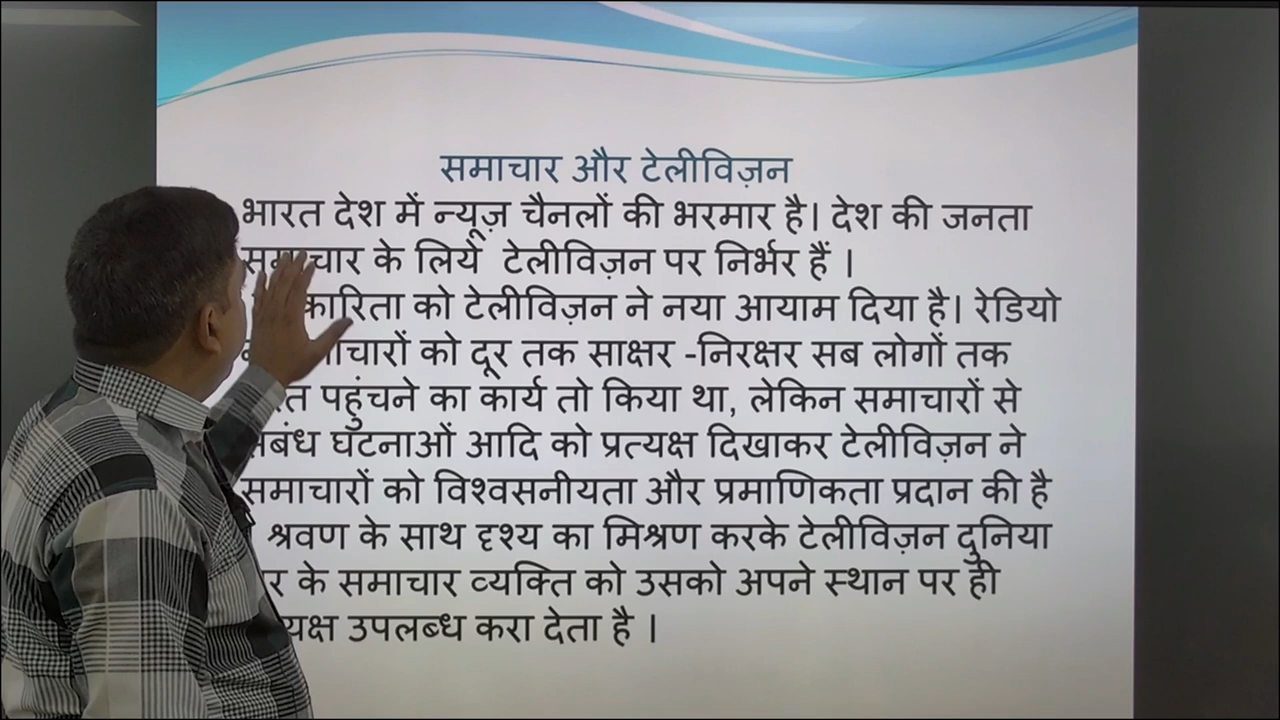 समाचार और टेलीविज़न
भारत देश में न्यूज़ चैनलों की भरमार है। देश की जनता
समाचार के लिये टेलीविज़न पर निर्भर हैं ।
को टेलीविज़न ने नया आयाम दिया है। रेडियो
को दूर तक साक्षर -निरक्षर सब लोगों तक
पहुंचने का कार्य तो किया था, लेकिन समाचारों से
घटनाओं आदि को प्रत्यक्ष दिखाकर टेलीविज़न ने
समाचारों को विश्वसनीयता और प्रमाणिकता प्रदान की है
श्रवण के साथ दृश्य का मिश्रण करके टेलीविज़न दुनिया
के समाचार व्यक्ति को उसको अपने स्थान पर ही
उपलब्ध करा देता है ।